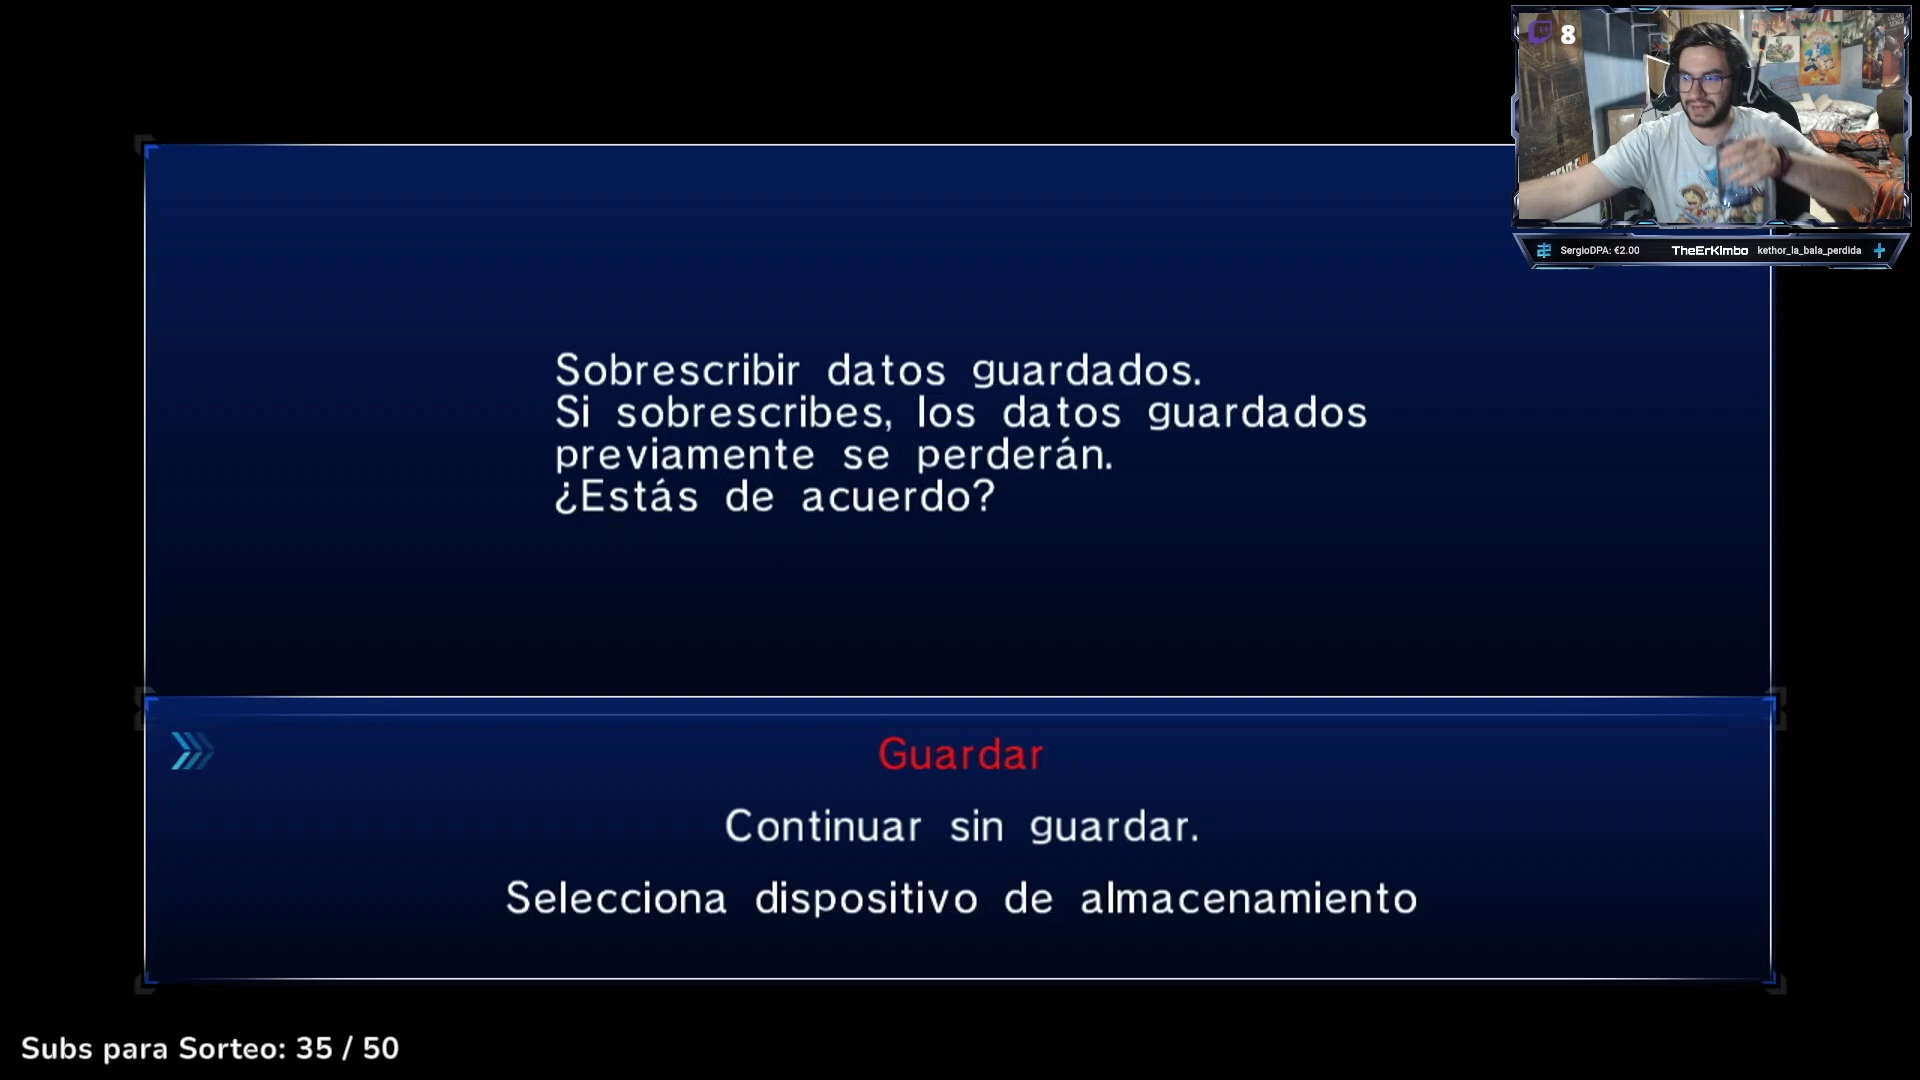 8
SergioDPA: €2.00 TheErKimbo kethor_la_bala_perdida
Sobrescribir datos guardados.
Si sobrescribes, los datos guardados
previamente se perderán.
¿Estás de acuerdo?
Guardar
Continuar sin guardar.
Selecciona dispositivo de almacenamiento
Subs para Sorteo: 35 / 50